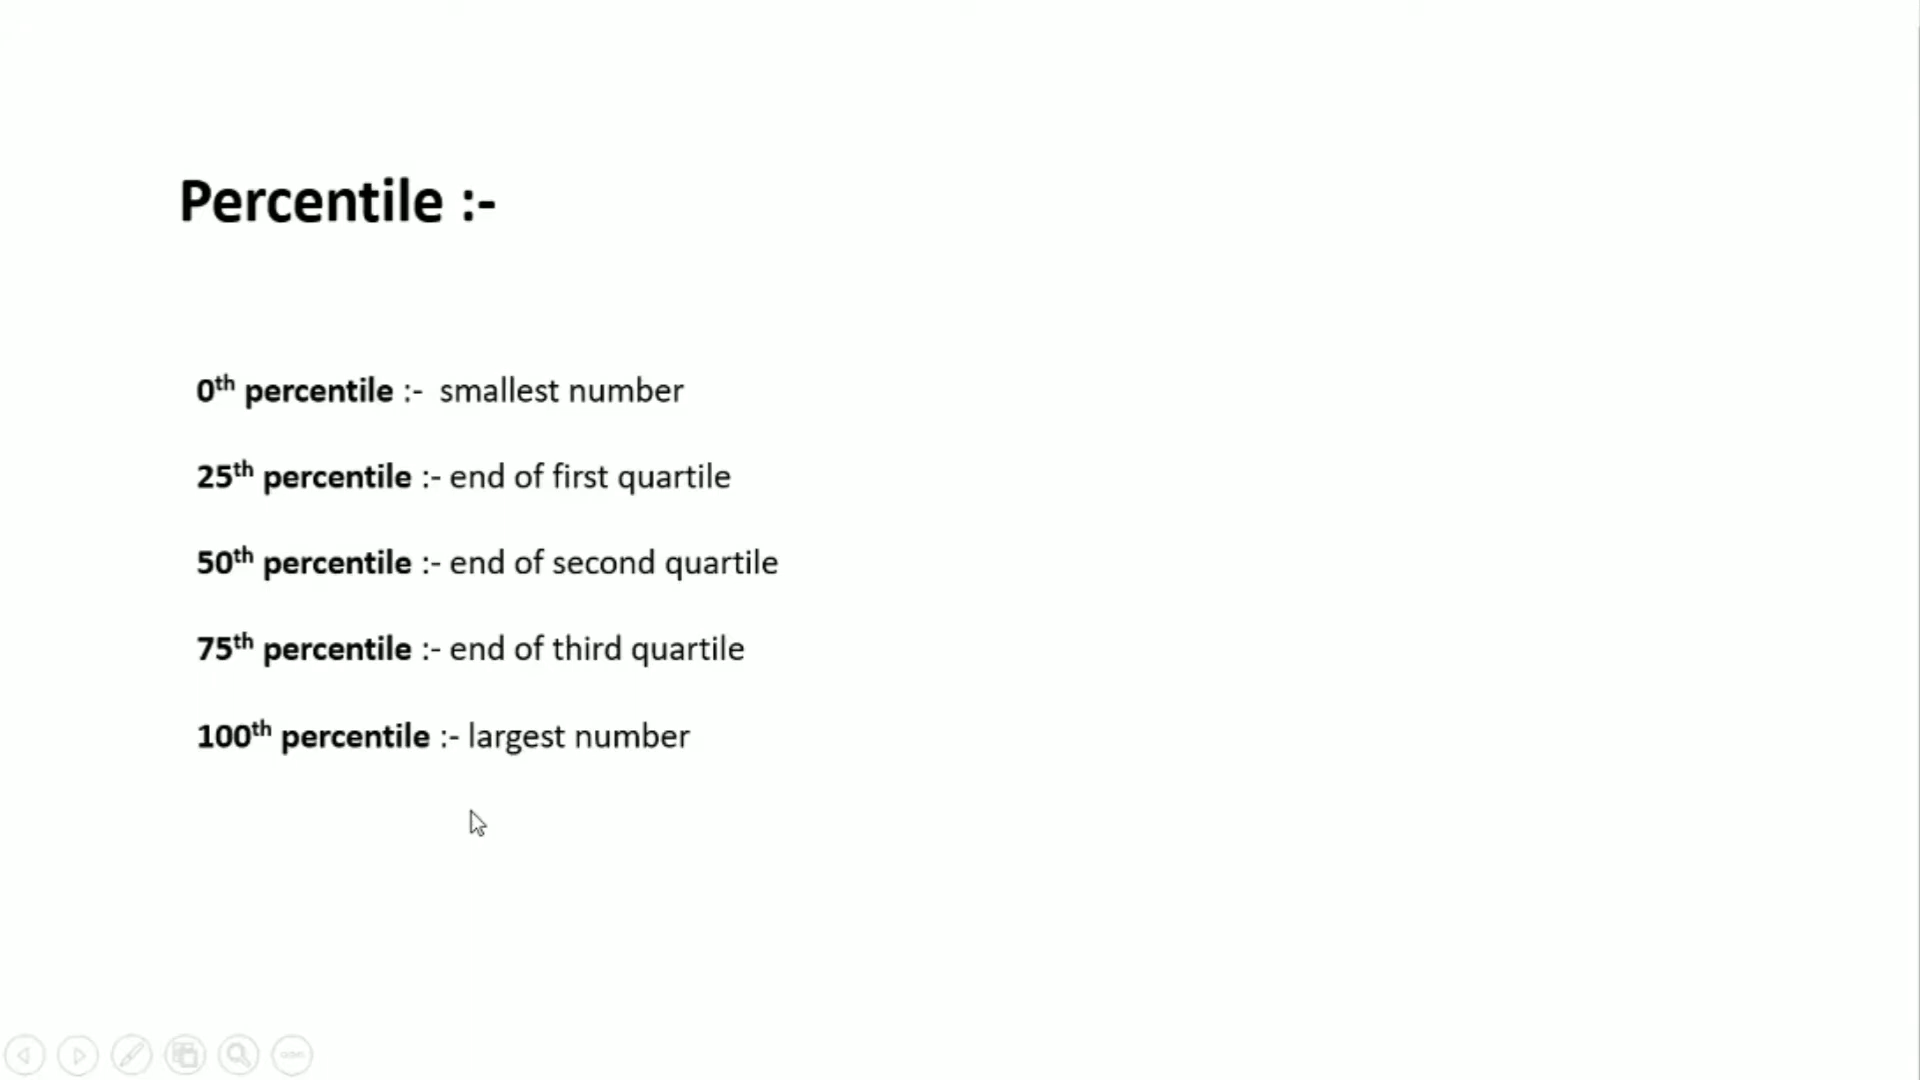 Percentile :-
0th percentile :- smallest number
25th percentile :- end of first quartile
50th percentile :- end of second quartile
75th percentile :- end of third quartile
100th percentile :- largest number